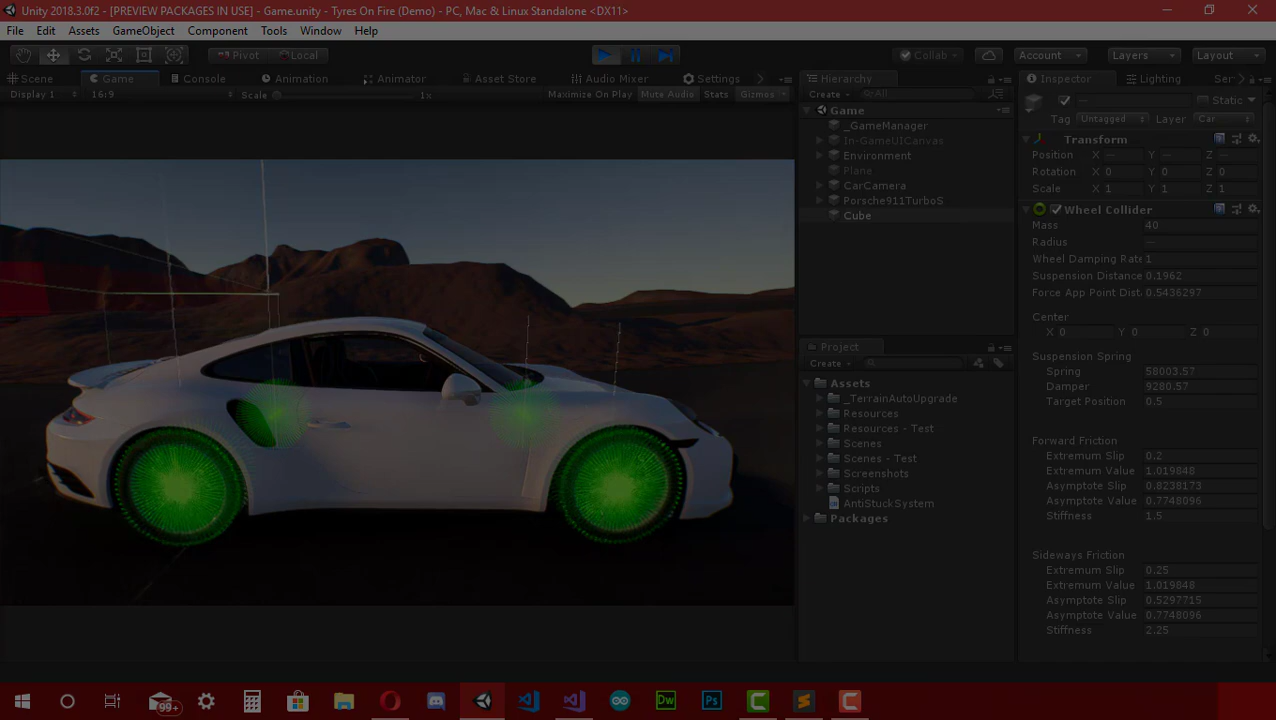 Unity 2018.3.0f2 - [PREVIEW PACKAGES IN USE] - Game.unity - Tyres On Fire (Demo) - PC, Mac & Linux Standalone <DX11>
File Edit Assets GameObject Component Tools Window Help
Pivot Local Collab Account Layers Layout
Scene Game Console Animation Animator Asset Store Audio Mixer Settings
Display 1 16:9 Scale 1x Maximize On Play Mute Audio Stats Gizmos
Hierarchy
Create All
Game
_GameManager
In-GameUICanvas
Environment
Plane
CarCamera
Porsche911TurboS
Cube
Project
Create
Assets
_TerrainAutoUpgrade
Resources
Resources - Test
Scenes
Scenes - Test
Screenshots
Scripts
AntiStuckSystem
Packages
Inspector Lighting Ser
— Static
Tag Untagged Layer Car
Transform
Position X — Y — Z —
Rotation X 0 Y 0 Z 0
Scale X 1 Y 1 Z 1
Wheel Collider
Mass 40
Radius —
Wheel Damping Rate 1
Suspension Distance 0.1962
Force App Point Dist 0.5436297
Center
X 0 Y 0 Z 0
Suspension Spring
Spring 58003.57
Damper 9280.57
Target Position 0.5
Forward Friction
Extremum Slip 0.2
Extremum Value 1.019848
Asymptote Slip 0.8238173
Asymptote Value 0.7748096
Stiffness 1.5
Sideways Friction
Extremum Slip 0.25
Extremum Value 1.019848
Asymptote Slip 0.5297715
Asymptote Value 0.7748096
Stiffness 2.25
99+ Dw Ps